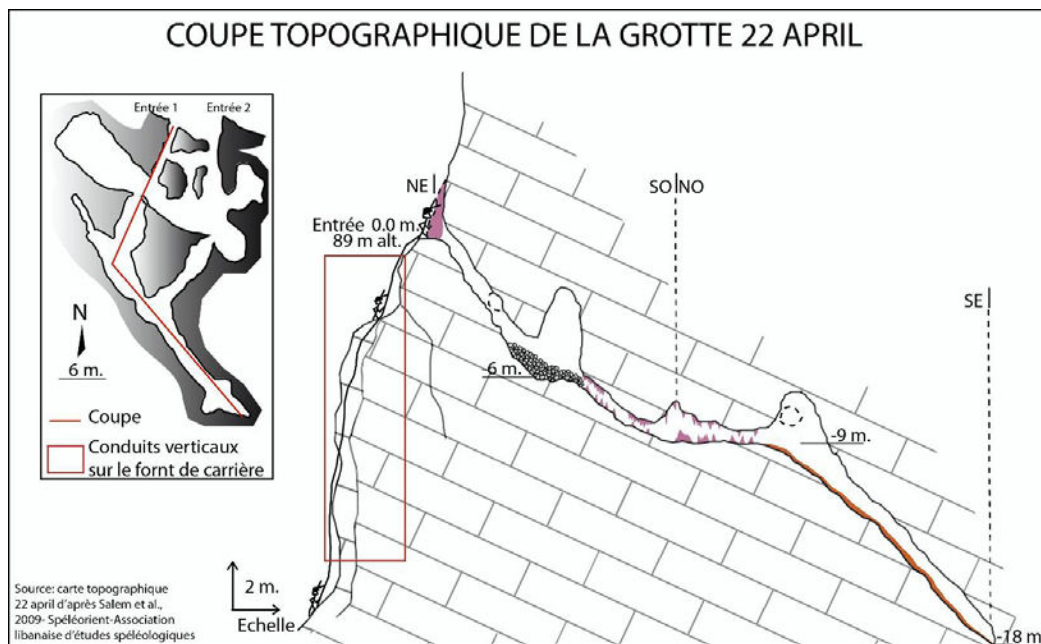 COUPE TOPOGRAPHIQUE DE LA GROTTE 22 APRIL
Entrée 1
Entrée 2
N
6 m.
Coupe
Conduits verticaux
sur le fornt de carrière
NE
Entrée 0.0 m.
89 m alt.
SO NO
SE
6 m.
-9 m.
-18 m
2 m.
Echelle
Source: carte topographique
22 april d'après Salem et al.,
2009- Spéléorient-Association
libanaise d'études spéléologiques